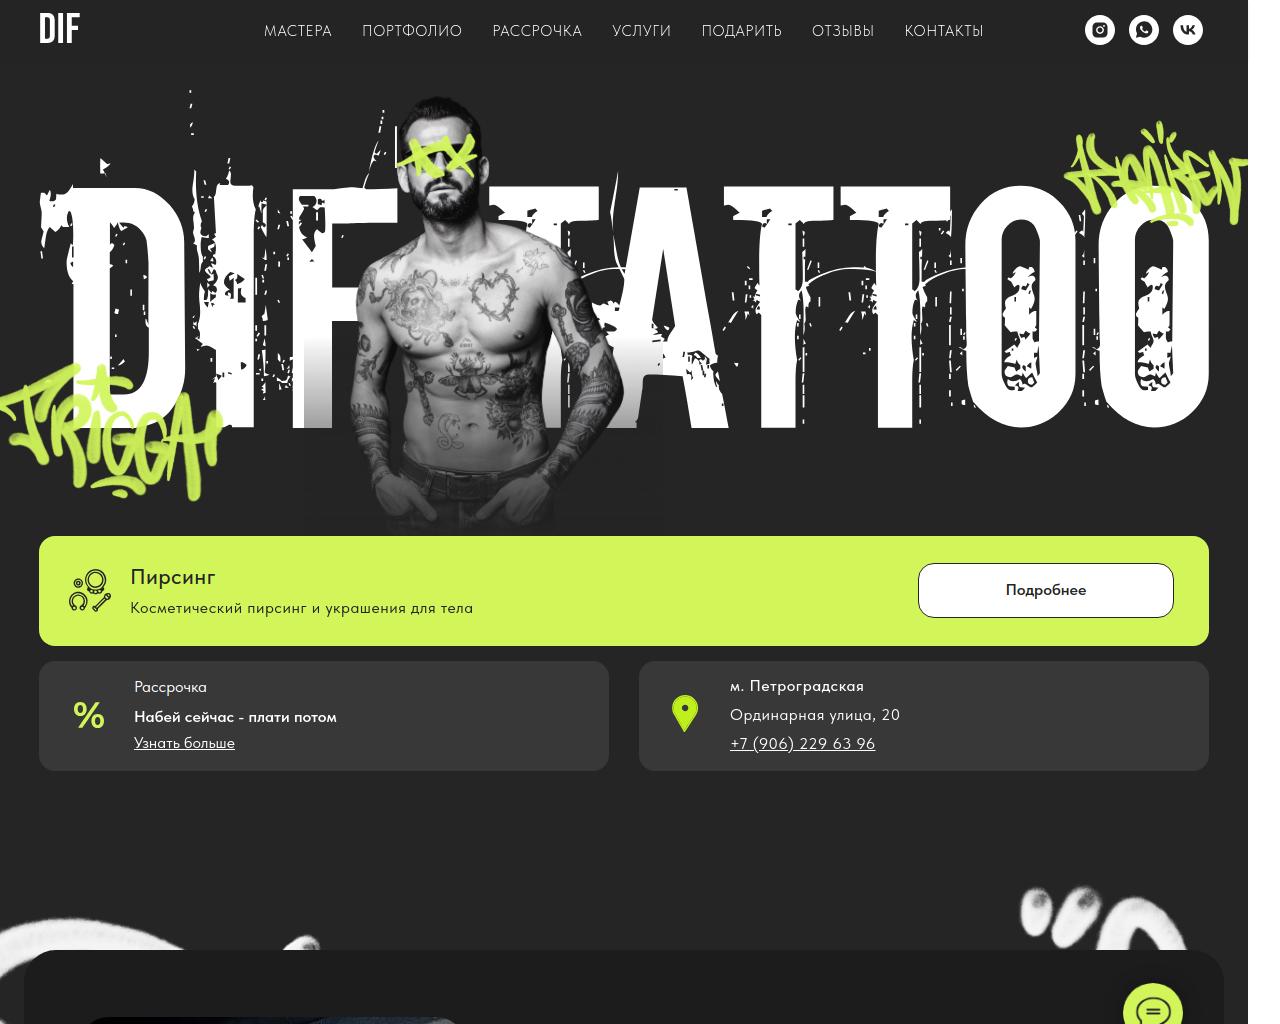 DIF
МАСТЕРА ПОРТФОЛИО РАССРОЧКА УСЛУГИ ПОДАРИТЬ ОТЗЫВЫ КОНТАКТЫ
DIF TATTOO
Пирсинг
Косметический пирсинг и украшения для тела
Подробнее
Рассрочка
Набей сейчас - плати потом
Узнать больше
м. Петроградская
Ординарная улица, 20
+7 (906) 229 63 96